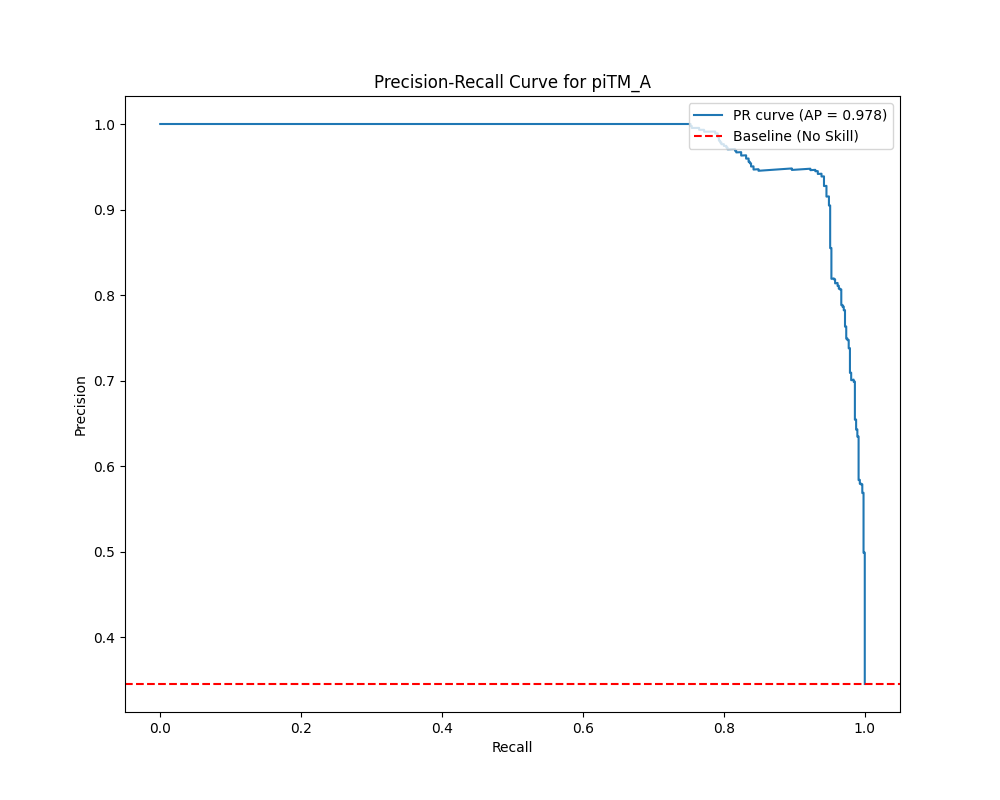 Precision-Recall Curve for piTM_A
PR curve (AP = 0.978)
Baseline (No Skill)
Precision
1.0
0.9
0.8
0.7
0.6
0.5
0.4
0.0 0.2 0.4 0.6 0.8 1.0
Recall